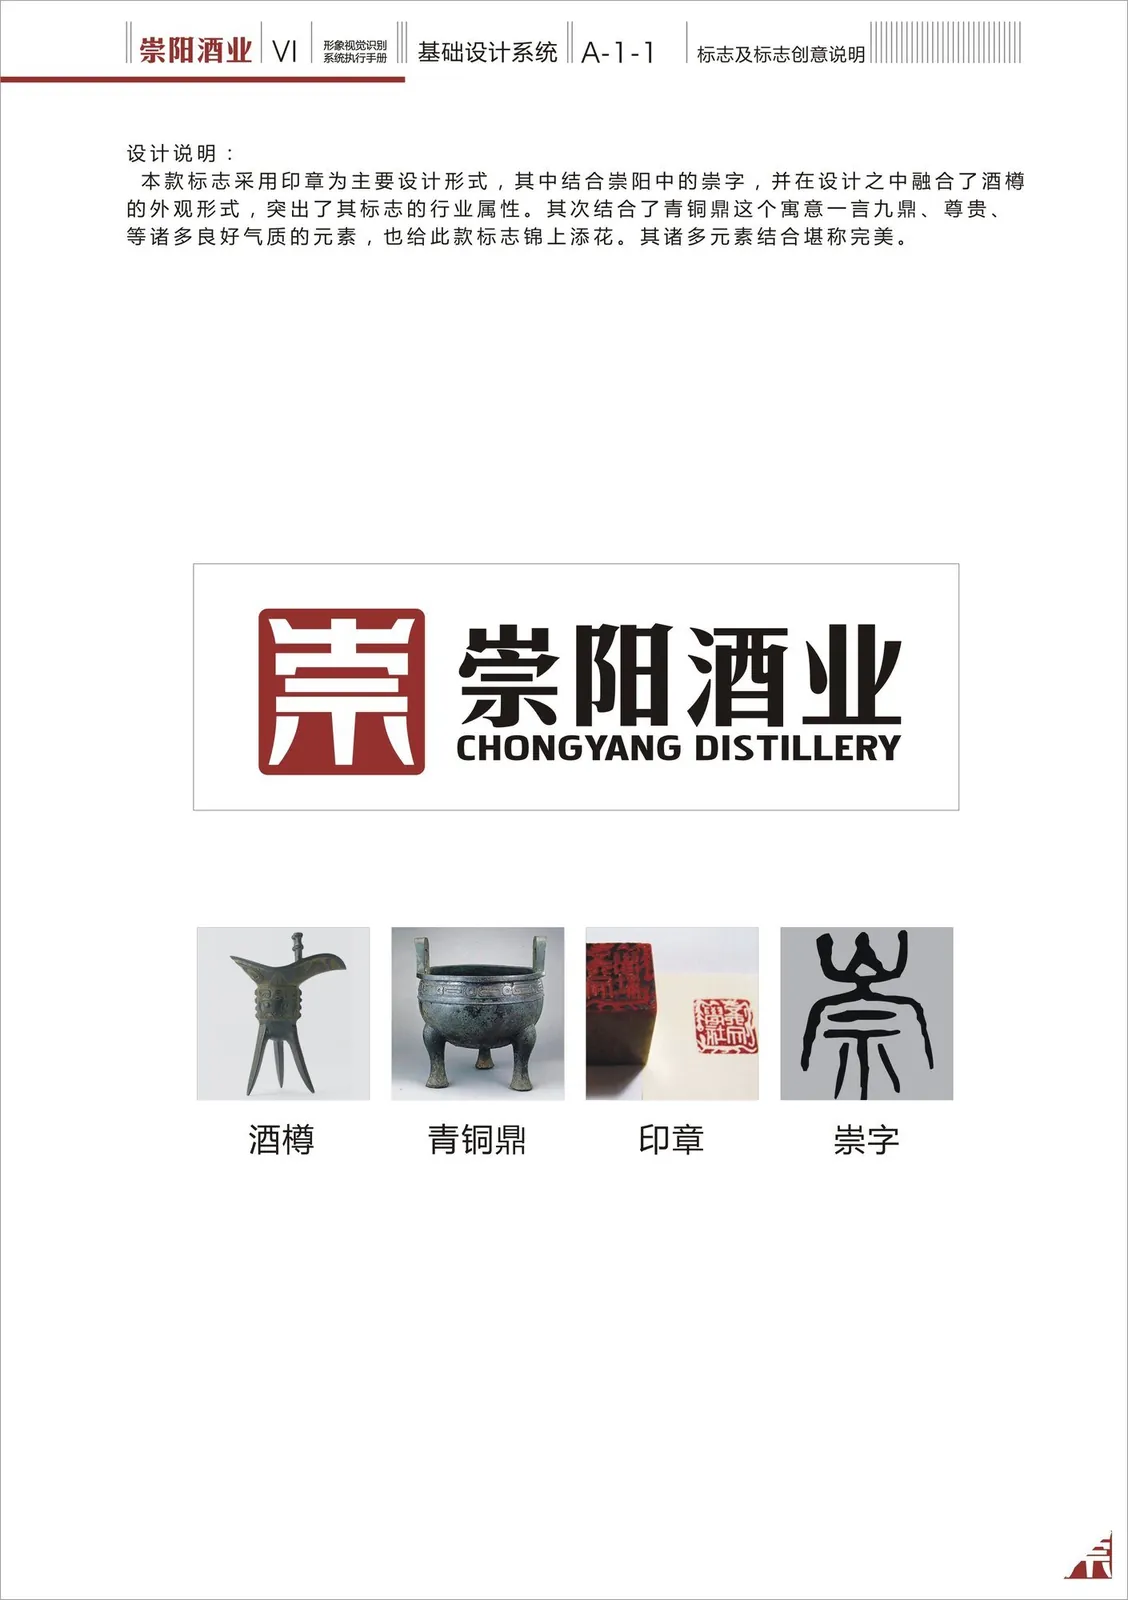 崇阳酒业
VI
形象视觉识别
系统执行手册
基础设计系统
A-1-1
标志及标志创意说明
设计说明：
本款标志采用印章为主要设计形式，其中结合崇阳中的崇字，并在设计之中融合了酒樽
的外观形式，突出了其标志的行业属性。其次结合了青铜鼎这个寓意一言九鼎、尊贵、
等诸多良好气质的元素，也给此款标志锦上添花。其诸多元素结合堪称完美。
崇
崇阳酒业
CHONGYANG DISTILLERY
崇
酒樽
青铜鼎
印章
崇字